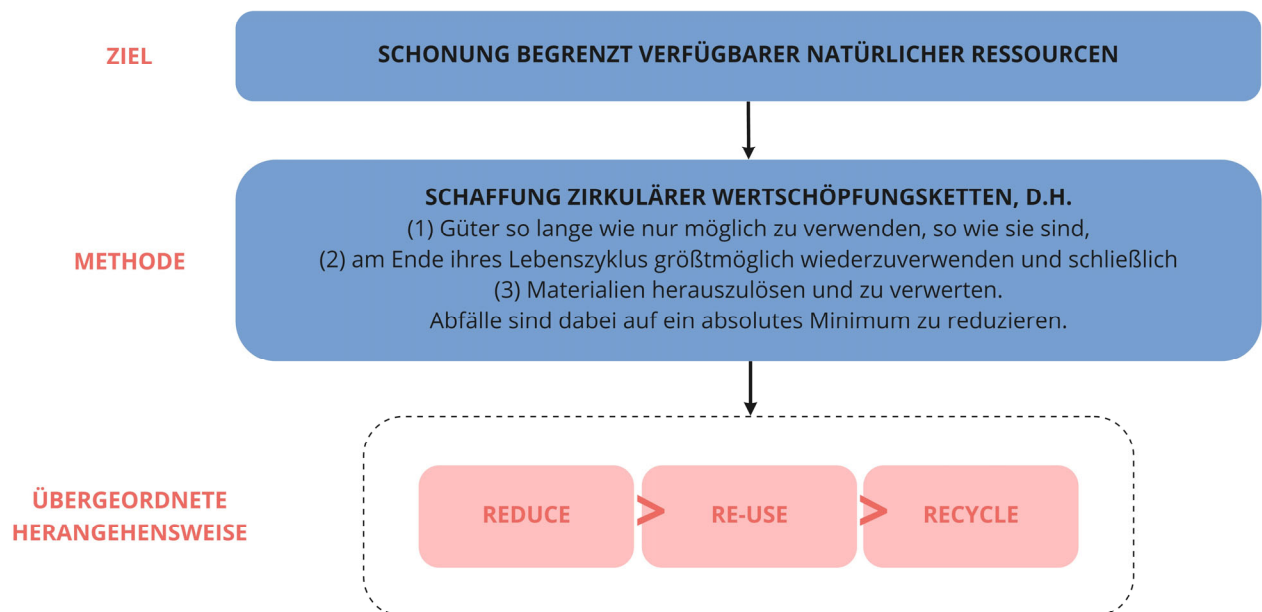 ZIEL
SCHONUNG BEGRENZT VERFÜGBARER NATÜRLICHER RESSOURCEN
METHODE
SCHAFFUNG ZIRKULÄRER WERTSCHÖPFUNGSKETTEN, D.H.
(1) Güter so lange wie nur möglich zu verwenden, so wie sie sind,
(2) am Ende ihres Lebenszyklus größtmöglich wiederzuverwenden und schließlich
(3) Materialien herauszulösen und zu verwerten.
Abfälle sind dabei auf ein absolutes Minimum zu reduzieren.
ÜBERGEORDNETE
HERANGEHENSWEISE
REDUCE > RE-USE > RECYCLE